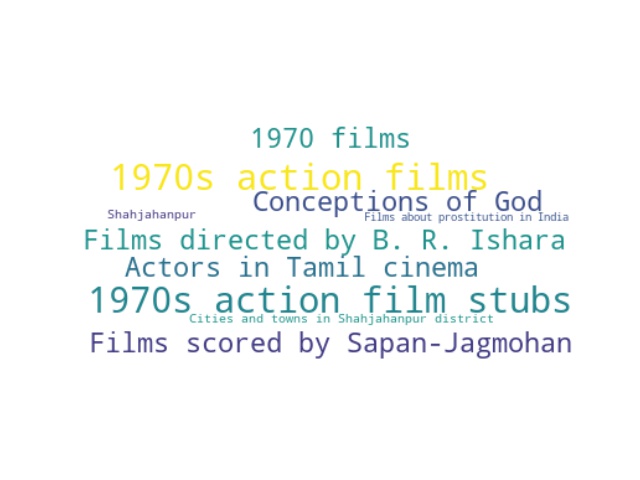 1970 films
1970s action films
Conceptions of God
Shahjahanpur
Films about prostitution in India
Films directed by B. R. Ishara
Actors in Tamil cinema
1970s action film stubs
Cities and towns in Shahjahanpur district
Films scored by Sapan-Jagmohan